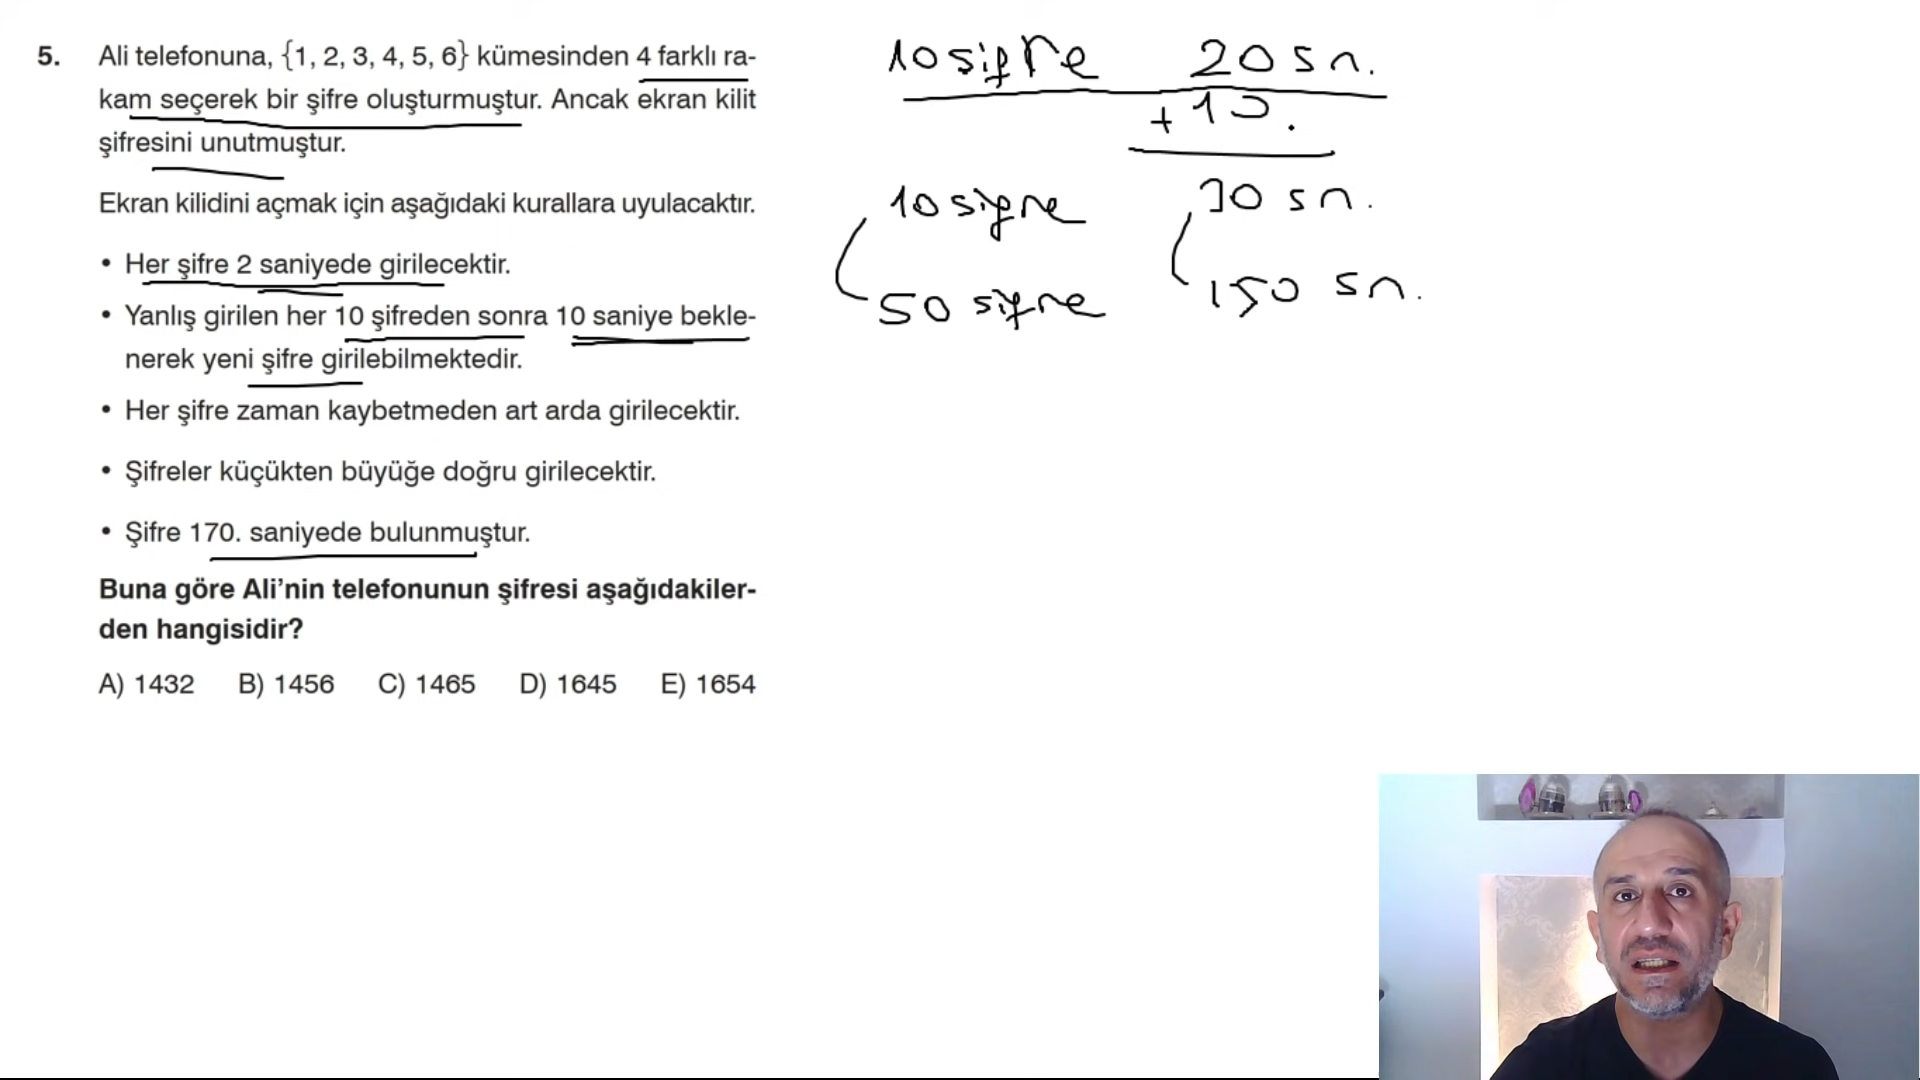 5. Ali telefonuna, {1, 2, 3, 4, 5, 6} kümesinden 4 farklı ra-
kam seçerek bir şifre oluşturmuştur. Ancak ekran kilit
şifresini unutmuştur.
Ekran kilidini açmak için aşağıdaki kurallara uyulacaktır.
• Her şifre 2 saniyede girilecektir.
• Yanlış girilen her 10 şifreden sonra 10 saniye bekle-
nerek yeni şifre girilebilmektedir.
• Her şifre zaman kaybetmeden art arda girilecektir.
• Şifreler küçükten büyüğe doğru girilecektir.
• Şifre 170. saniyede bulunmuştur.
Buna göre Ali'nin telefonunun şifresi aşağıdakiler-
den hangisidir?
A) 1432 B) 1456 C) 1465 D) 1645 E) 1654
10 şifre 20 sn.
+ 10.
10 şifre 30 sn.
50 şifre 150 sn.